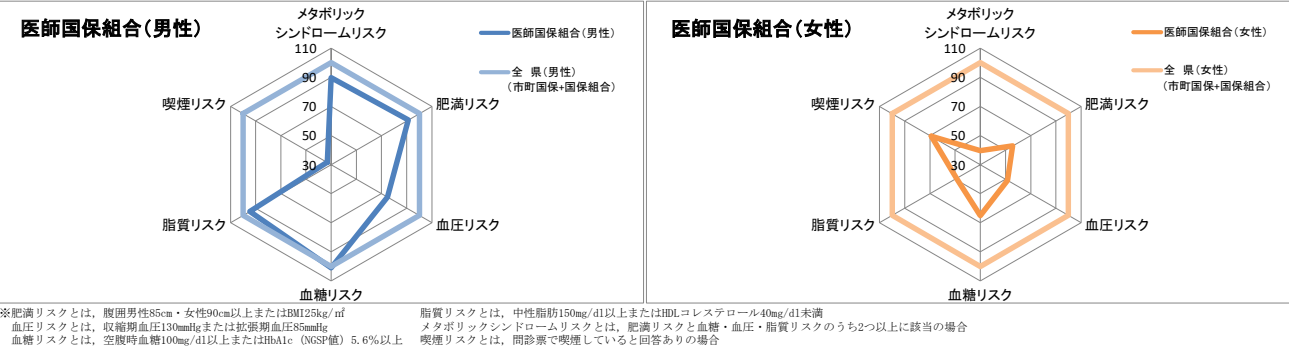 医師国保組合(男性)
メタボリック
シンドロームリスク
110
90
70
50
30
肥満リスク
血圧リスク
血糖リスク
脂質リスク
喫煙リスク
医師国保組合(男性)
全　県(男性)
(市町国保+国保組合)
医師国保組合(女性)
メタボリック
シンドロームリスク
110
90
70
50
30
肥満リスク
血圧リスク
血糖リスク
脂質リスク
喫煙リスク
医師国保組合(女性)
全　県(女性)
(市町国保+国保組合)
※肥満リスクとは，腹囲男性85cm・女性90cm以上またはBMI25kg/㎡
血圧リスクとは，収縮期血圧130mmHgまたは拡張期血圧85mmHg
血糖リスクとは，空腹時血糖100mg/dl以上またはHbA1c（NGSP値）5.6%以上
脂質リスクとは，中性脂肪150mg/dl以上またはHDLコレステロール40mg/dl未満
メタボリックシンドロームリスクとは，肥満リスクと血糖・血圧・脂質リスクのうち2つ以上に該当の場合
喫煙リスクとは，問診票で喫煙していると回答ありの場合